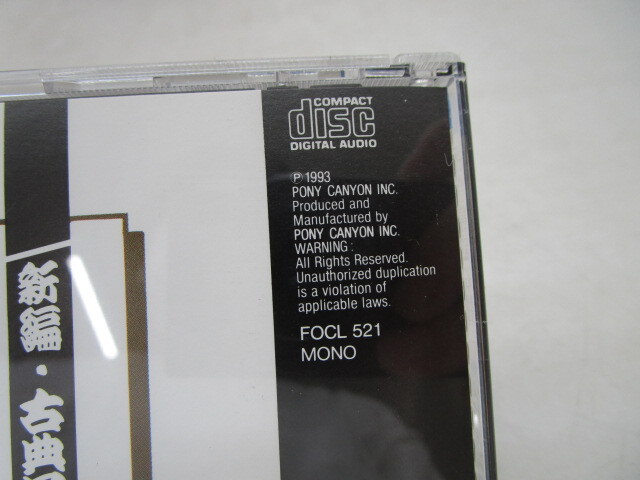 COMPACT
disc
DIGITAL AUDIO
Ⓟ 1993
PONY CANYON INC.
Produced and
Manufactured by
PONY CANYON INC.
WARNING :
All Rights Reserved.
Unauthorized duplication
is a violation of
applicable laws.
FOCL 521
MONO
新編・古典